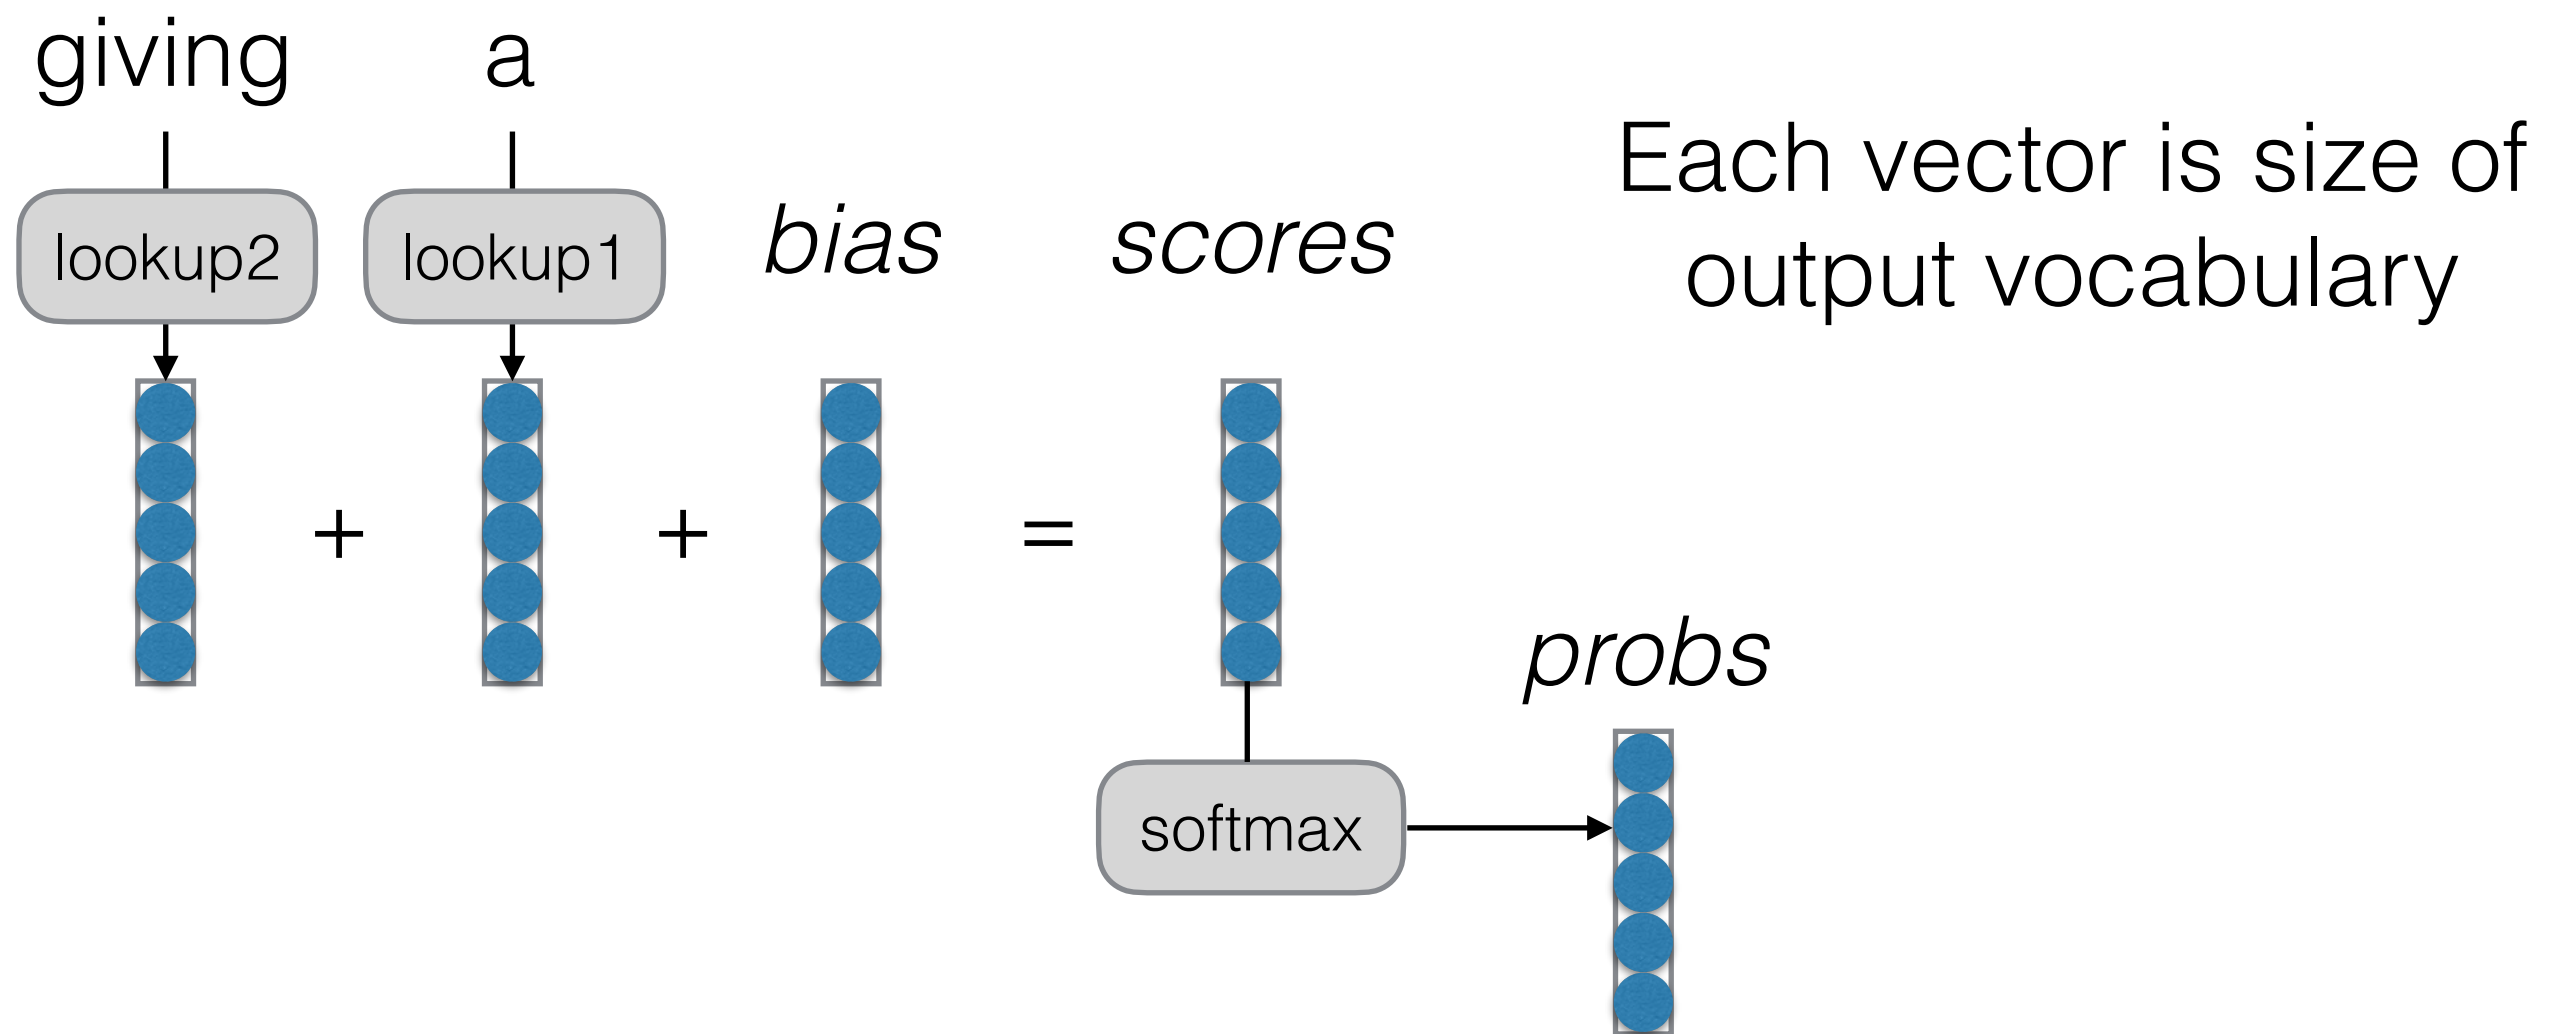 giving
a
lookup2
lookup1
bias
scores
Each vector is size of
output vocabulary
+
+
=
probs
softmax